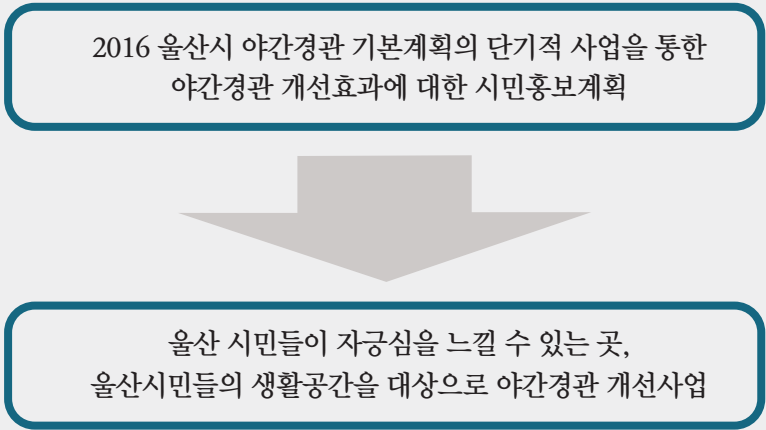 2016 울산시 야간경관 기본계획의 단기적 사업을 통한
야간경관 개선효과에 대한 시민홍보계획
울산 시민들이 자긍심을 느낄 수 있는 곳,
울산시민들의 생활공간을 대상으로 야간경관 개선사업